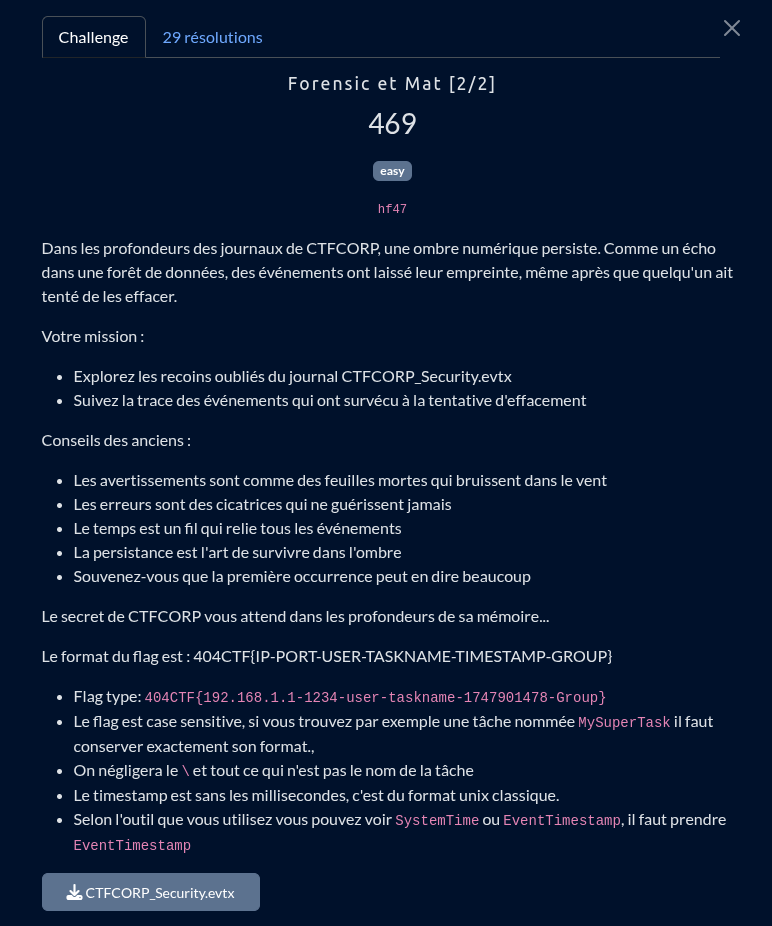 Challenge
29 résolutions
Forensic et Mat [2/2]
469
easy
hf47
Dans les profondeurs des journaux de CTFCORP, une ombre numérique persiste. Comme un écho
dans une forêt de données, des événements ont laissé leur empreinte, même après que quelqu'un ait
tenté de les effacer.
Votre mission :
• Explorez les recoins oubliés du journal CTFCORP_Security.evtx
• Suivez la trace des événements qui ont survécu à la tentative d'effacement
Conseils des anciens :
• Les avertissements sont comme des feuilles mortes qui bruissent dans le vent
• Les erreurs sont des cicatrices qui ne guérissent jamais
• Le temps est un fil qui relie tous les événements
• La persistance est l'art de survivre dans l'ombre
• Souvenez-vous que la première occurrence peut en dire beaucoup
Le secret de CTFCORP vous attend dans les profondeurs de sa mémoire...
Le format du flag est : 404CTF{IP-PORT-USER-TASKNAME-TIMESTAMP-GROUP}
• Flag type: 404CTF{192.168.1.1-1234-user-taskname-1747901478-Group}
• Le flag est case sensitive, si vous trouvez par exemple une tâche nommée MySuperTask il faut
conserver exactement son format.,
• On négligera le \ et tout ce qui n'est pas le nom de la tâche
• Le timestamp est sans les millisecondes, c'est du format unix classique.
• Selon l'outil que vous utilisez vous pouvez voir SystemTime ou EventTimestamp, il faut prendre
EventTimestamp
CTFCORP_Security.evtx